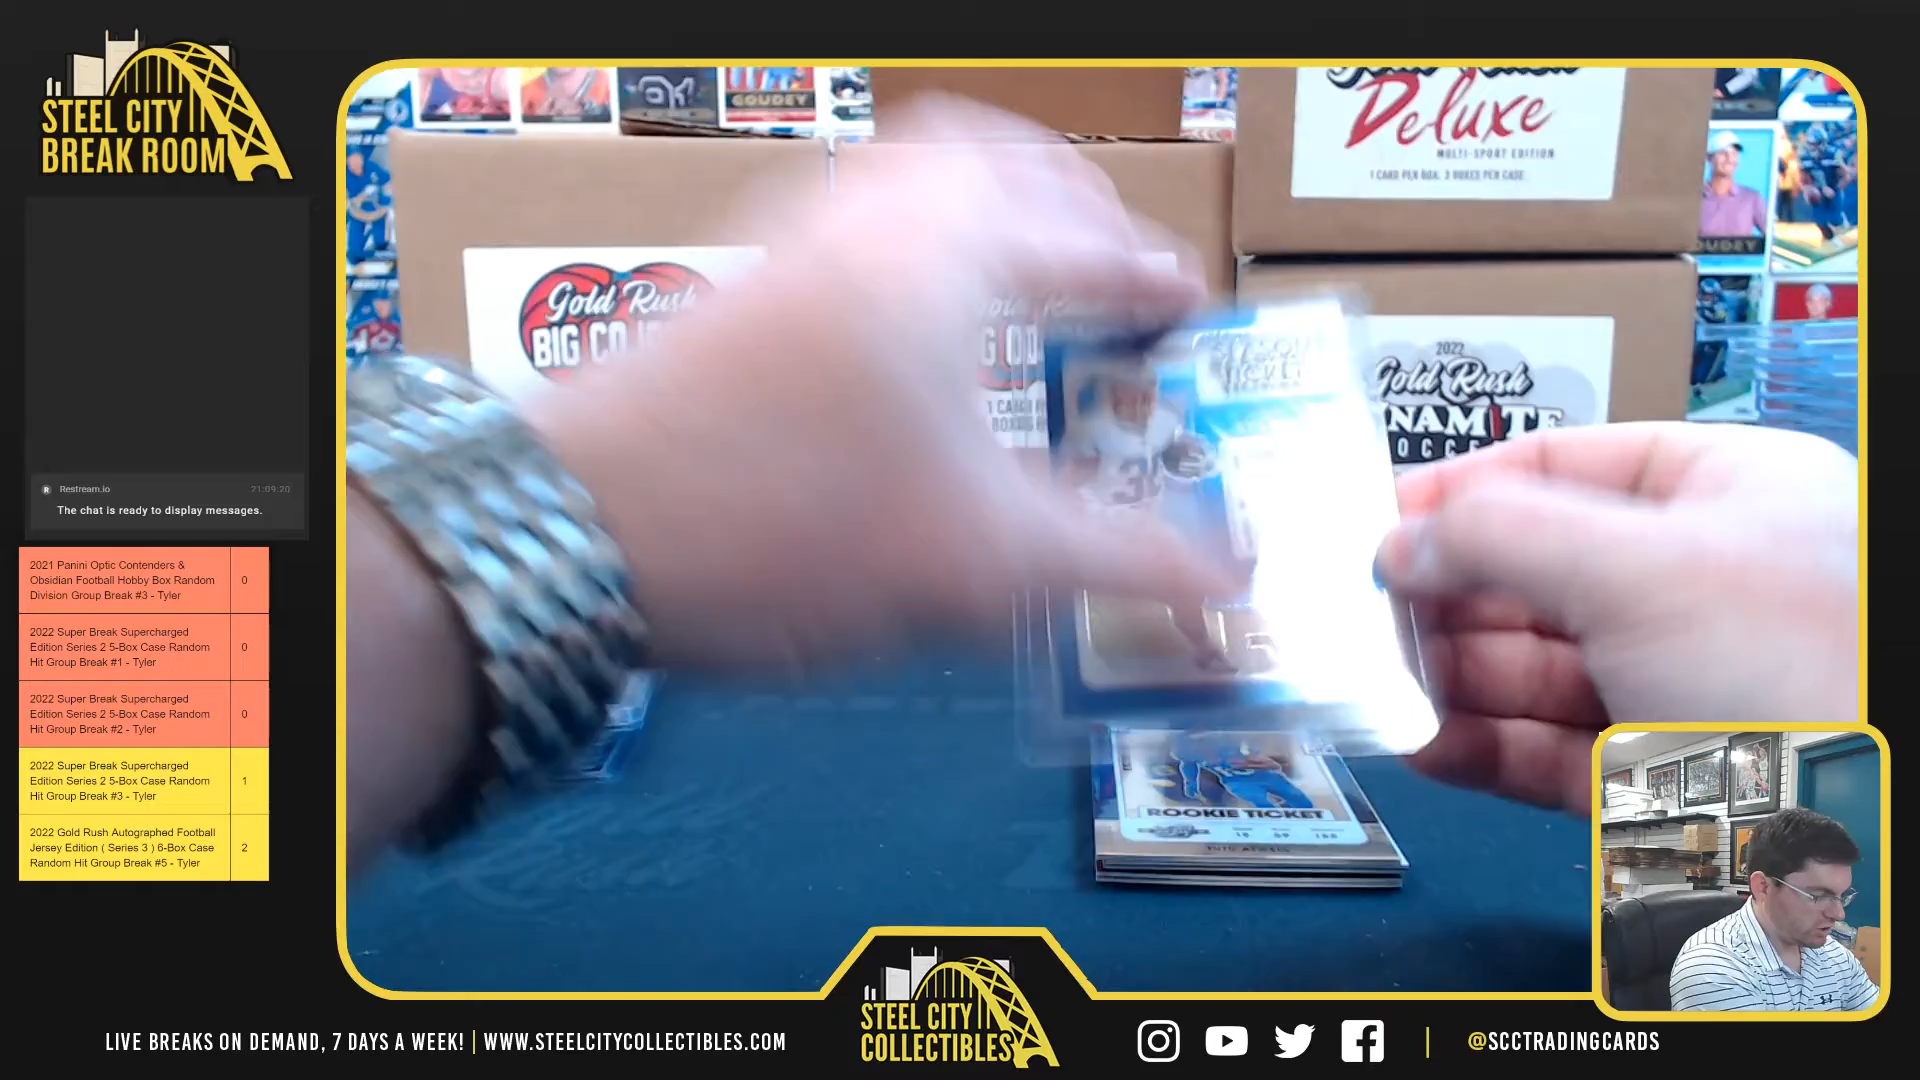 STEEL CITY
BREAK ROOM
Restream.io 21:09:20
The chat is ready to display messages.
2021 Panini Optic Contenders &
Obsidian Football Hobby Box Random
Division Group Break #3 - Tyler
0
2022 Super Break Supercharged
Edition Series 2 5-Box Case Random
Hit Group Break #1 - Tyler
0
2022 Super Break Supercharged
Edition Series 2 5-Box Case Random
Hit Group Break #2 - Tyler
0
2022 Super Break Supercharged
Edition Series 2 5-Box Case Random
Hit Group Break #3 - Tyler
1
2022 Gold Rush Autographed Football
Jersey Edition ( Series 3 ) 6-Box Case
Random Hit Group Break #5 - Tyler
2
GOUDEY
Deluxe
MULTI-SPORT EDITION
1 CARD PER BOX. 3 BOXES PER CASE
Gold Rush
BIG
2022
Gold Rush
ROOKIE TICKET
STEEL CITY
COLLECTIBLES
LIVE BREAKS ON DEMAND, 7 DAYS A WEEK! | WWW.STEELCITYCOLLECTIBLES.COM
@SCCTRADINGCARDS